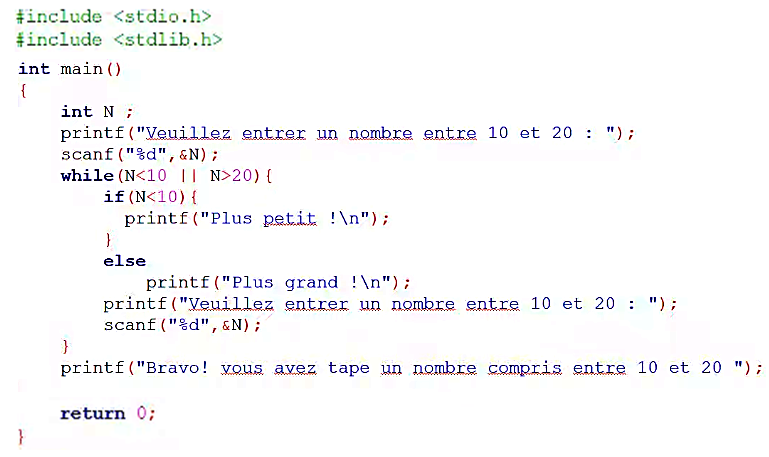 #include <stdio.h>
#include <stdlib.h>
int main()
{
int N ;
printf("Veuillez entrer un nombre entre 10 et 20 : ");
scanf("%d",&N);
while(N<10 || N>20){
if(N<10){
printf("Plus petit !\n");
}
else
printf("Plus grand !\n");
printf("Veuillez entrer un nombre entre 10 et 20 : ");
scanf("%d",&N);
}
printf("Bravo! vous avez tape un nombre compris entre 10 et 20 ");
return 0;
}